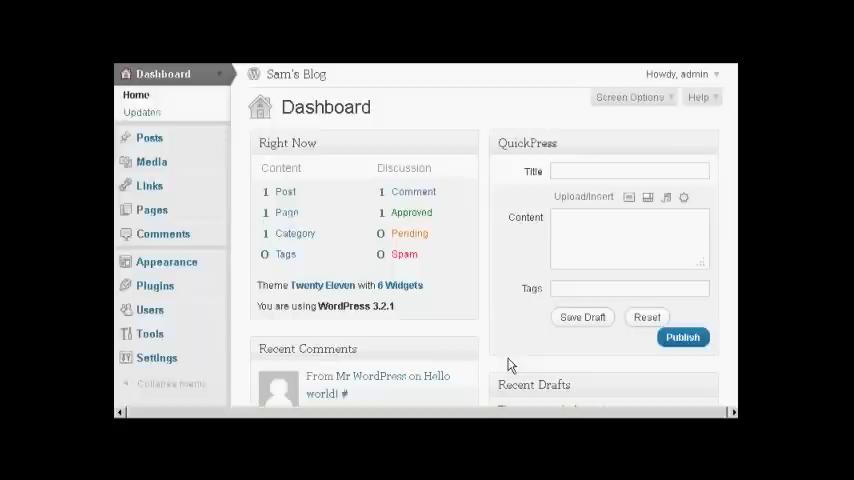 Dashboard
Home
Updates
Posts
Media
Links
Pages
Comments
Appearance
Plugins
Users
Tools
Settings
Collapse menu
Sam's Blog
Howdy, admin
Screen Options
Help
Dashboard
Right Now
Content
Discussion
1 Post
1 Comment
1 Page
1 Approved
1 Category
0 Pending
0 Tags
0 Spam
Theme Twenty Eleven with 6 Widgets
You are using WordPress 3.2.1
Recent Comments
From Mr WordPress on Hello
world! #
QuickPress
Title
Upload/Insert
Content
Tags
Save Draft
Reset
Publish
Recent Drafts